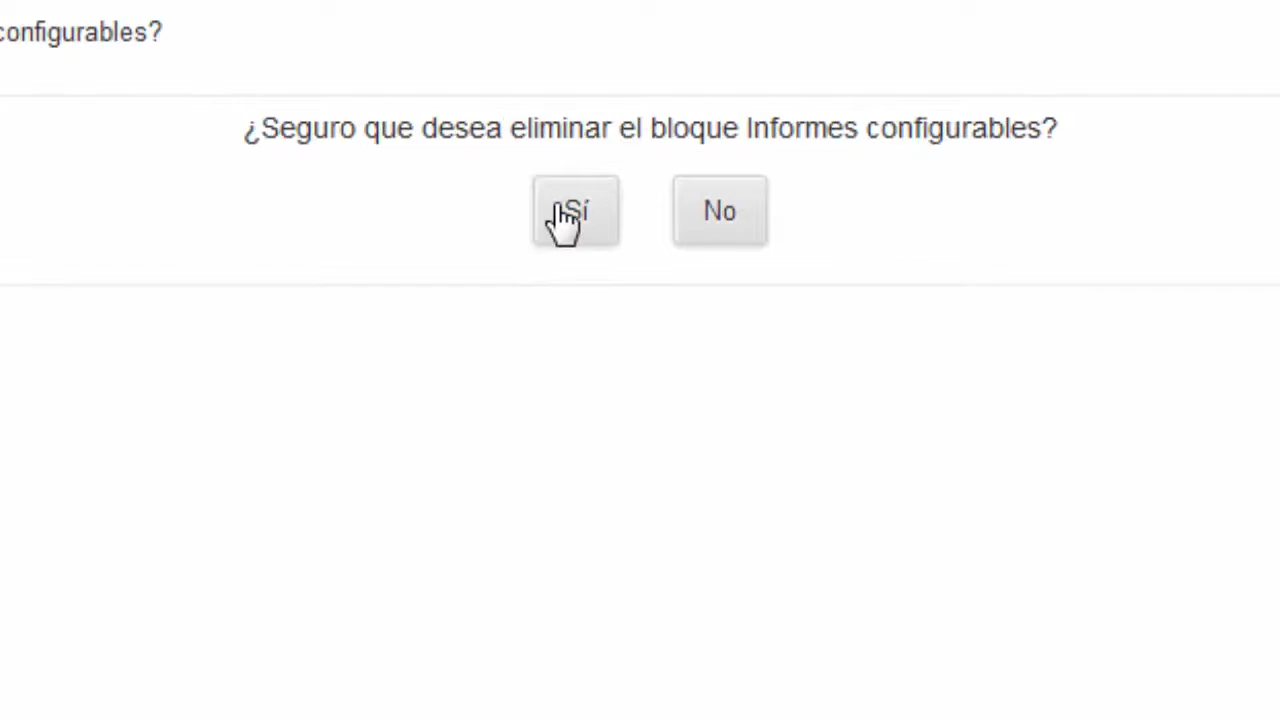 configurables?
¿Seguro que desea eliminar el bloque Informes configurables?
Sí
No